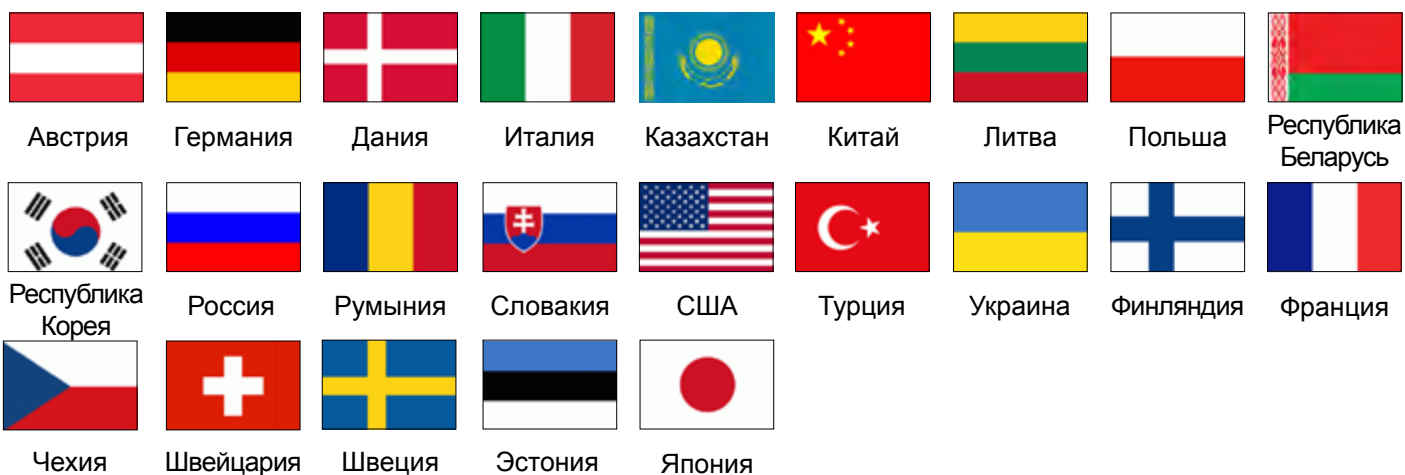 Австрия
Германия
Дания
Италия
Казахстан
Китай
Литва
Польша
Республика
Беларусь
Республика
Корея
Россия
Румыния
Словакия
США
Турция
Украина
Финляндия
Франция
Чехия
Швейцария
Швеция
Эстония
Япония